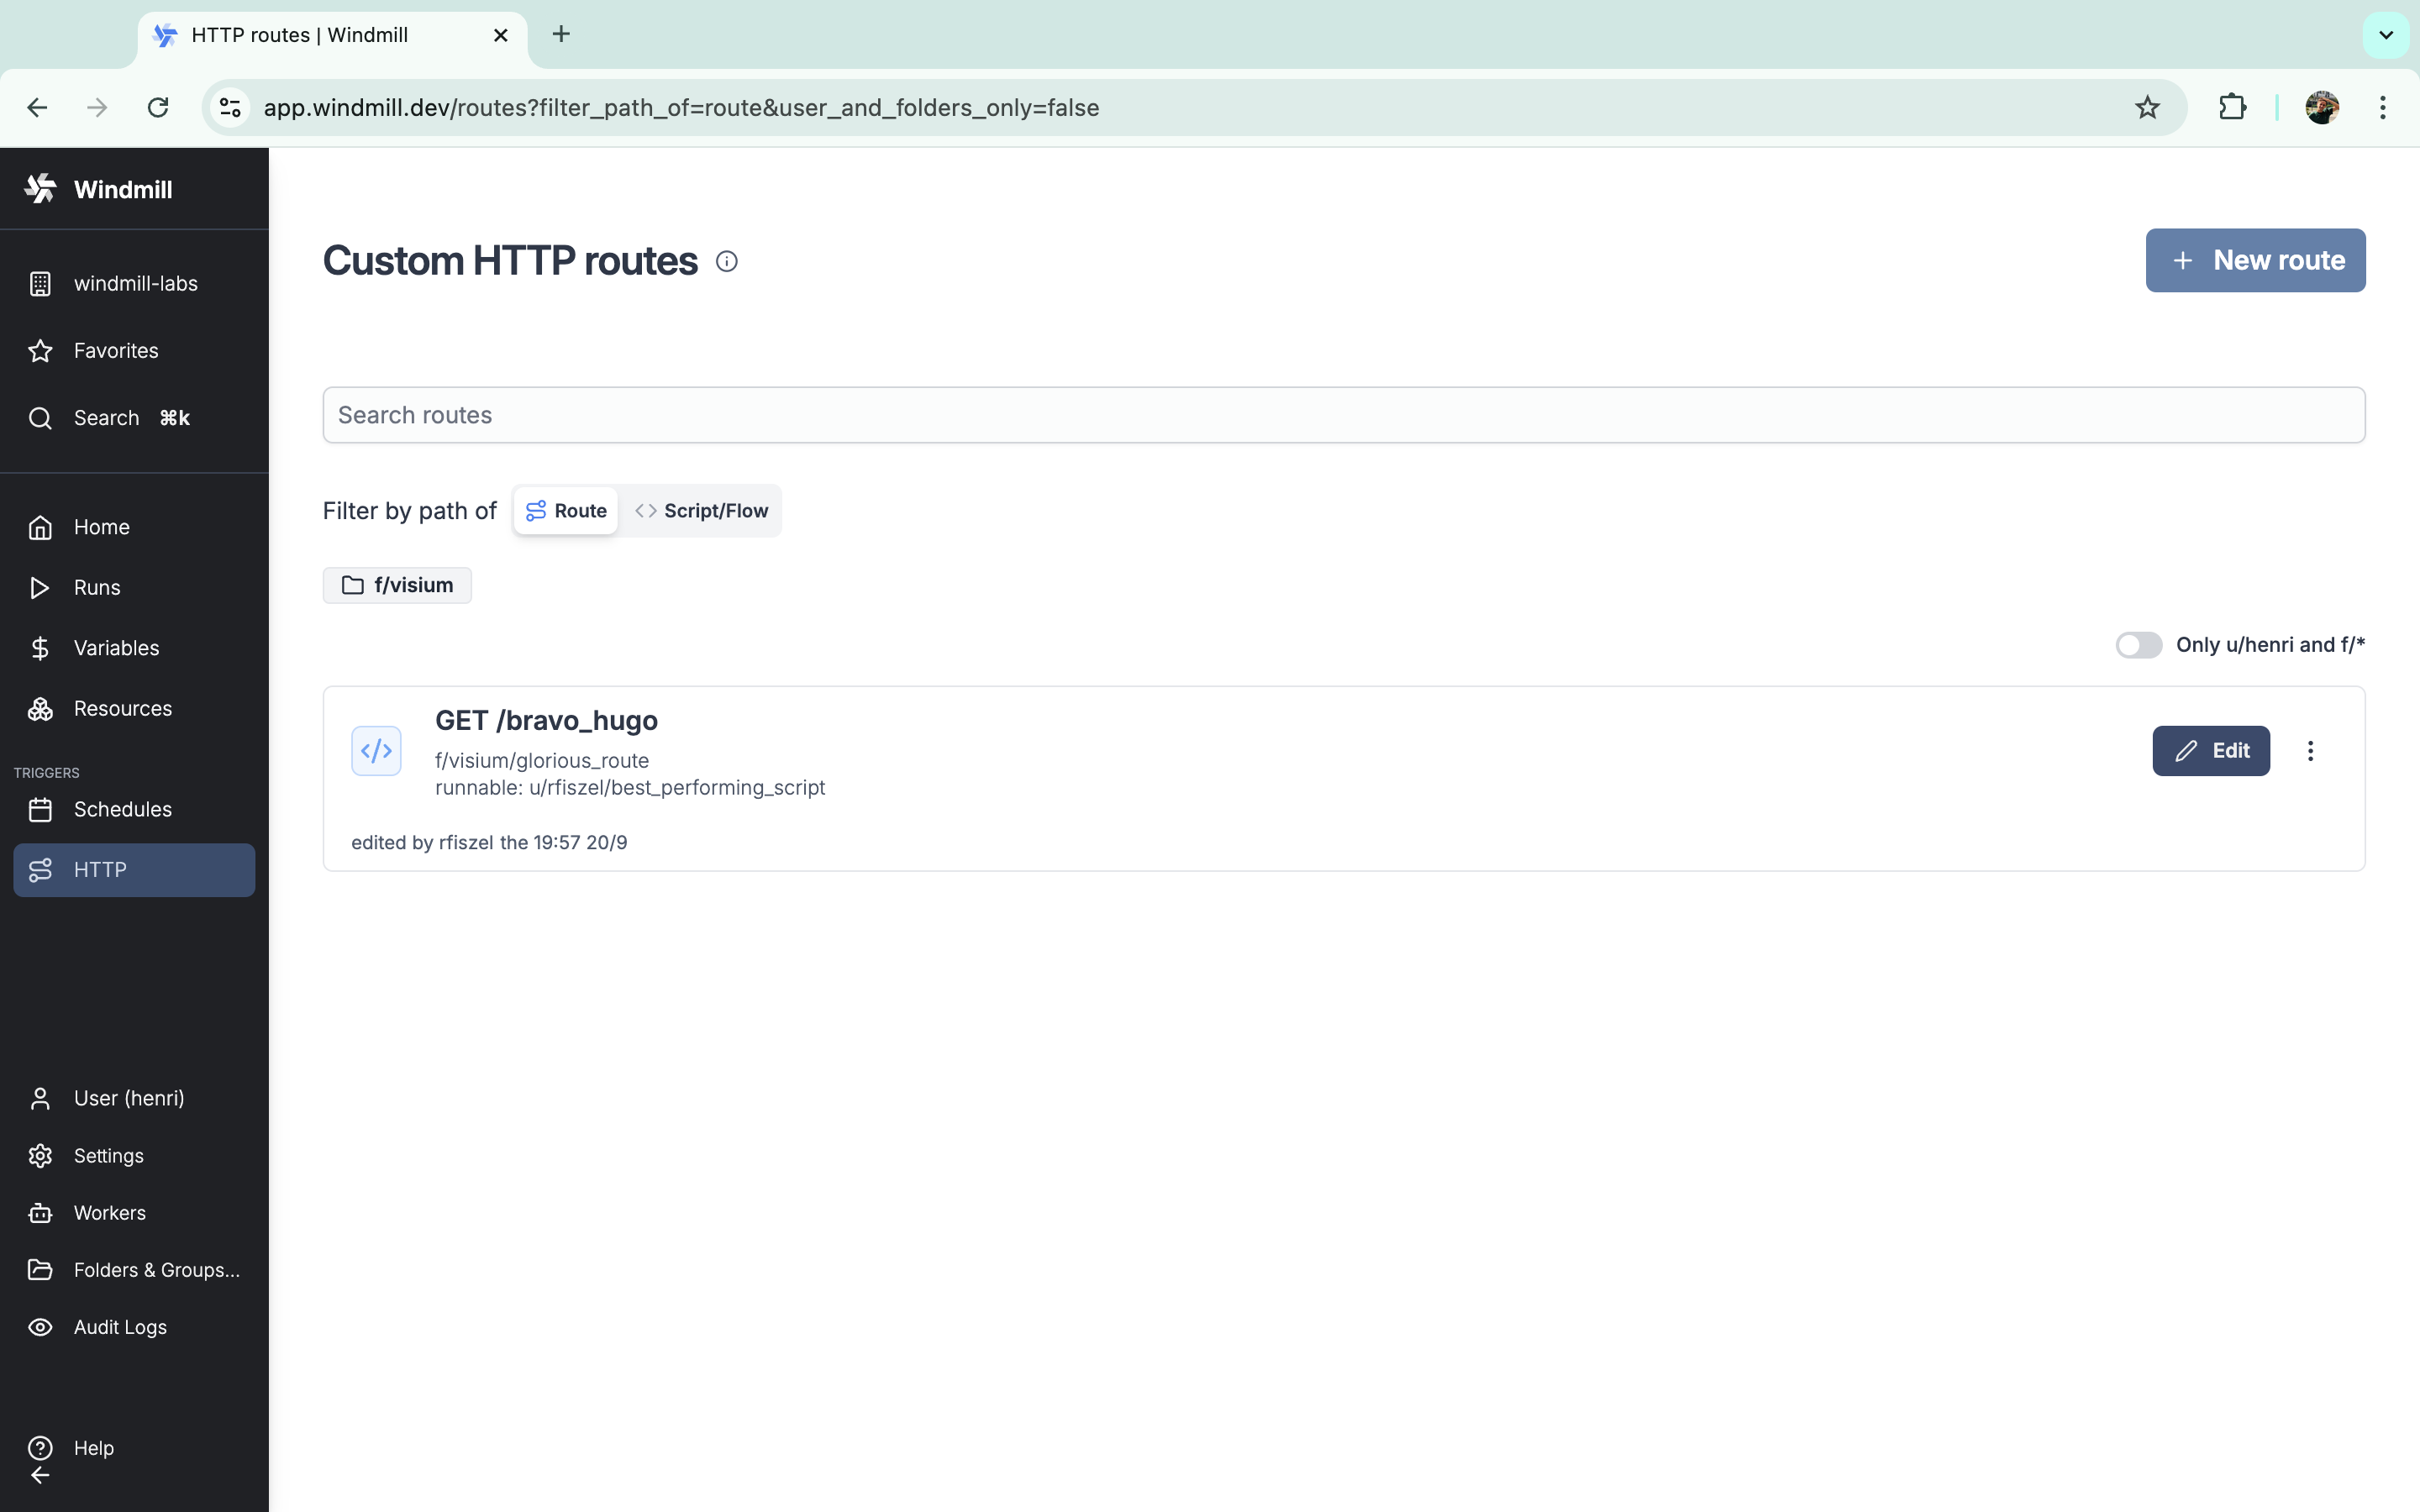 HTTP routes | Windmill
app.windmill.dev/routes?filter_path_of=route&user_and_folders_only=false
Windmill
windmill-labs
Favorites
Search ⌘k
Home
Runs
Variables
Resources
TRIGGERS
Schedules
HTTP
User (henri)
Settings
Workers
Folders & Groups...
Audit Logs
Help
Custom HTTP routes
New route
Search routes
Filter by path of Route Script/Flow
f/visium
Only u/henri and f/*
GET /bravo_hugo
f/visium/glorious_route
runnable: u/rfiszel/best_performing_script
Edit
edited by rfiszel the 19:57 20/9